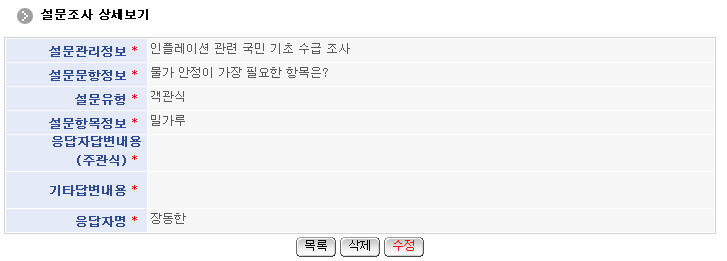 설문조사 상세보기
설문관리정보 * 인플레이션 관련 국민 기초 수급 조사
설문문항정보 * 물가 안정이 가장 필요한 항목은?
설문유형 * 객관식
설문항목정보 * 밀가루
응답자답변내용
(주관식) *
기타답변내용 *
응답자명 * 장동한
목록 삭제 수정